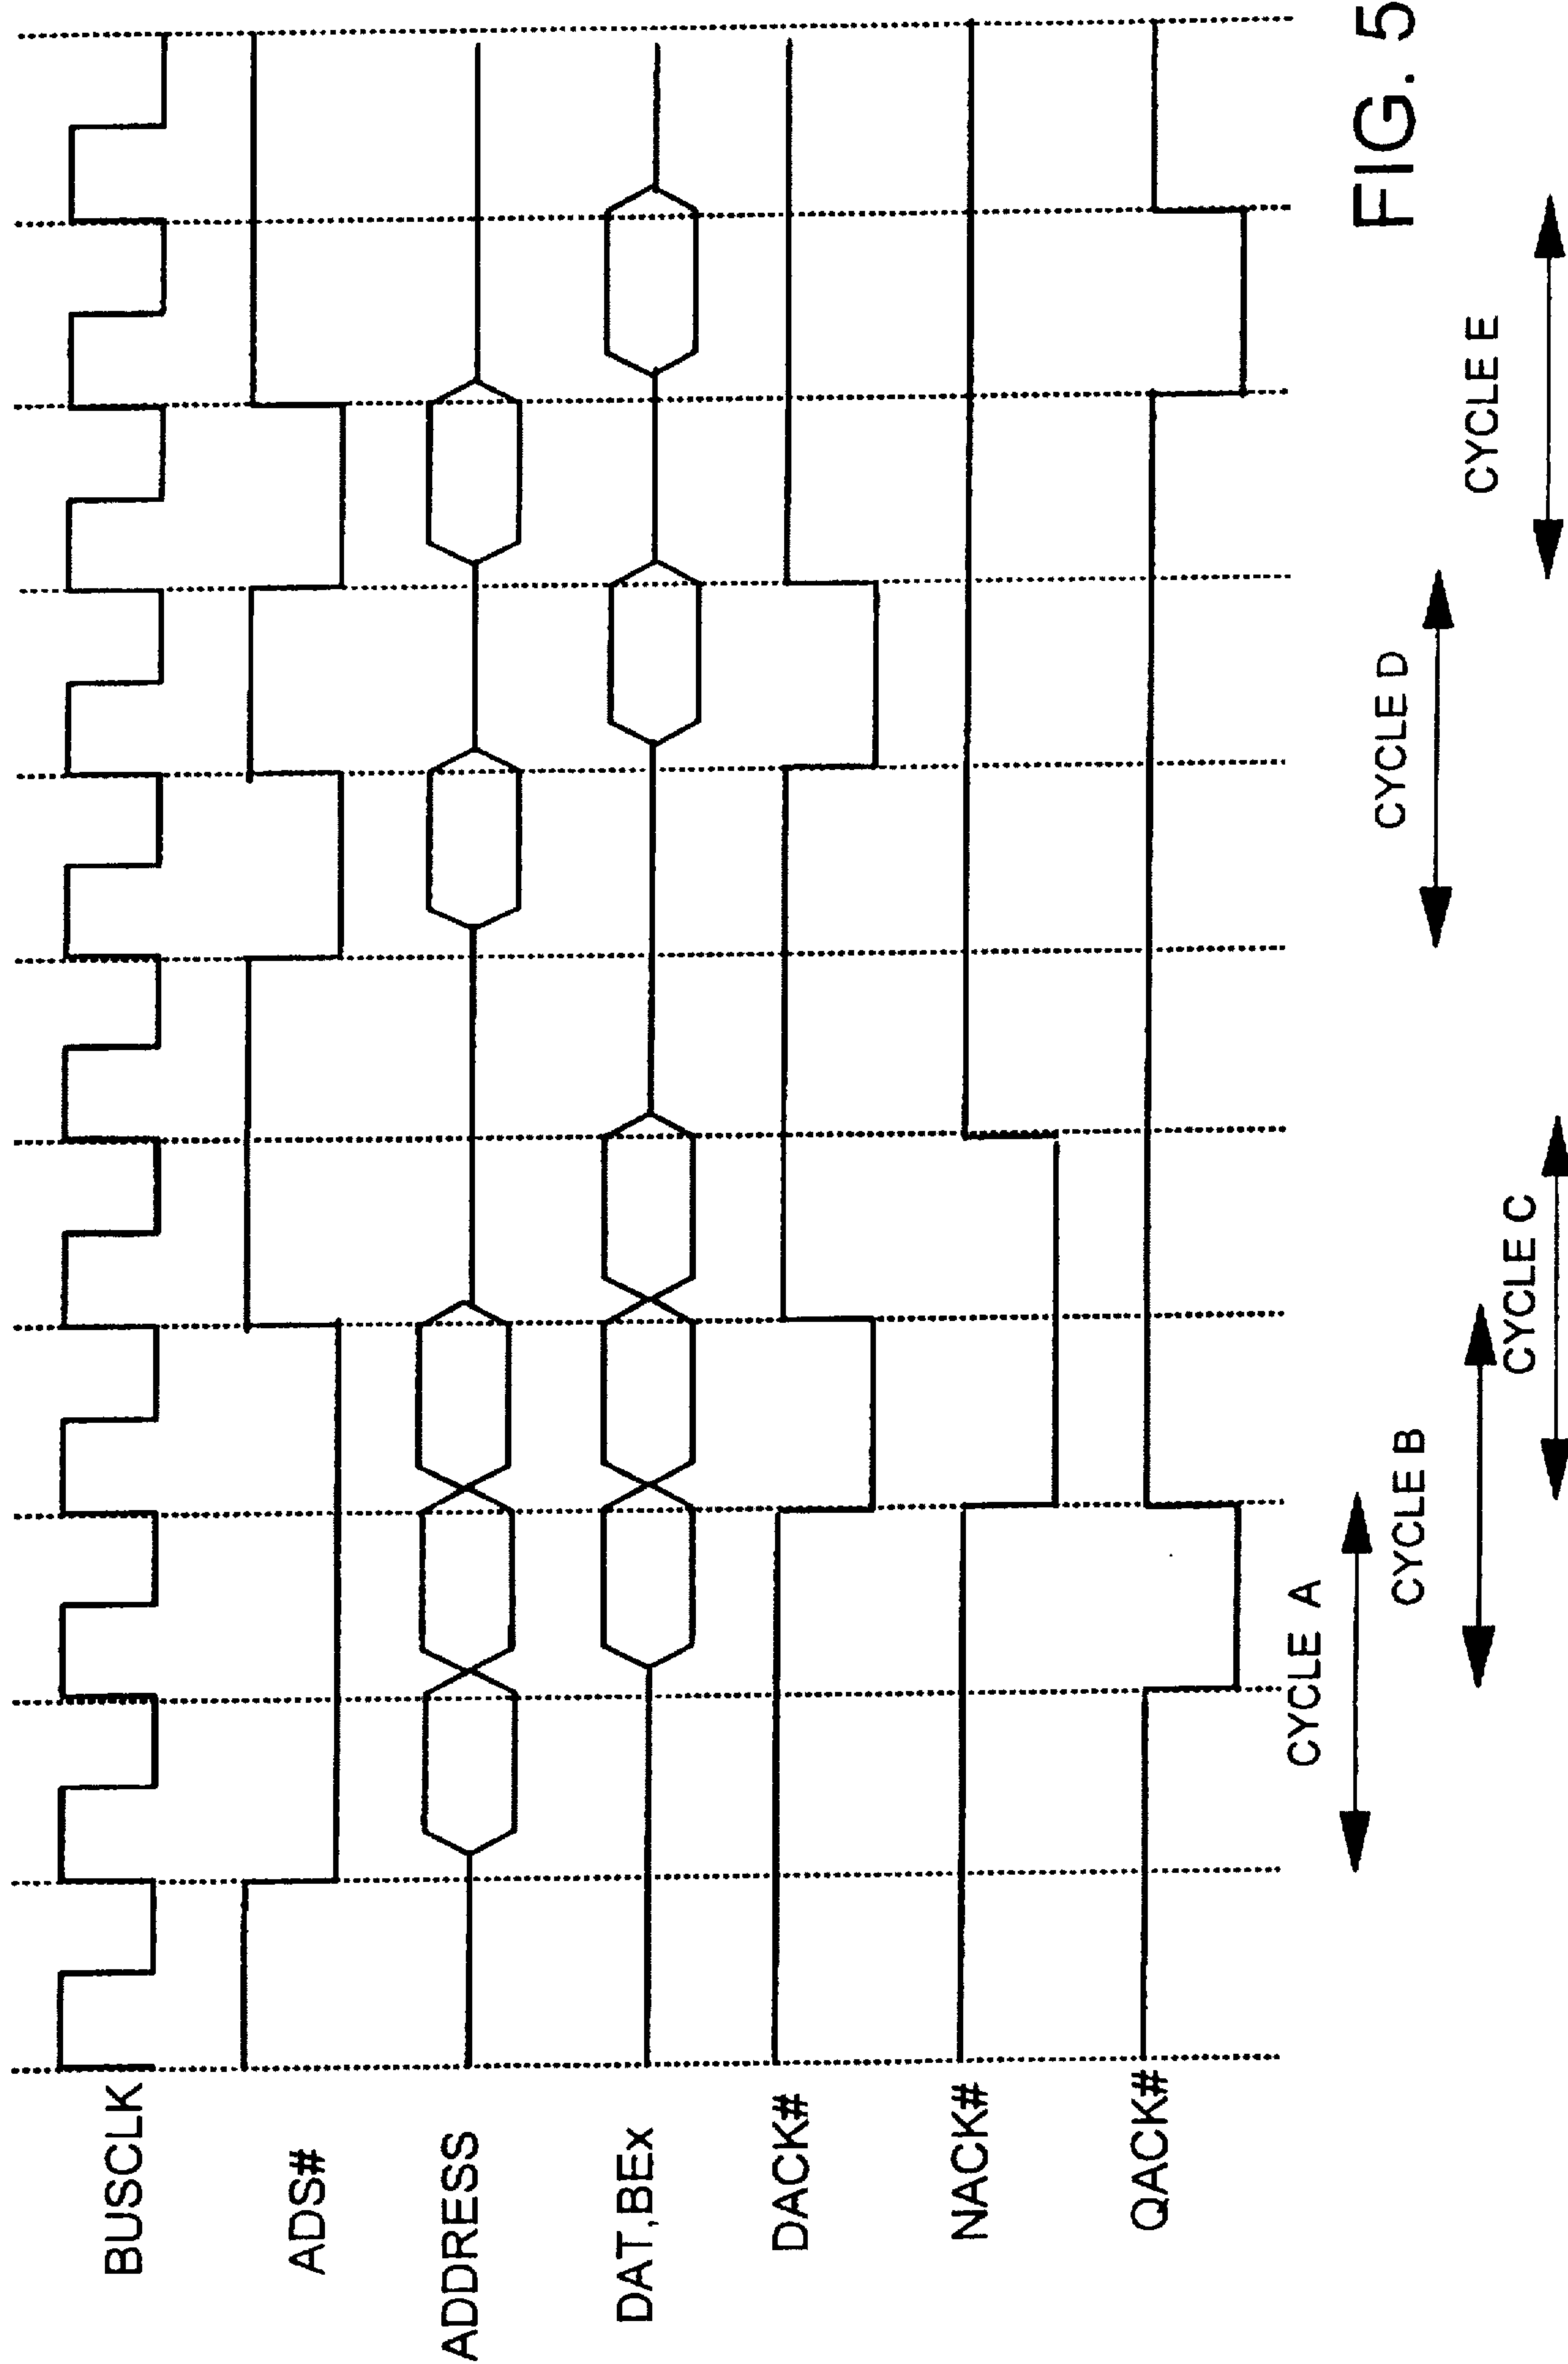 BUSCLK
ADS#
ADDRESS
DAT,BEx
DACK#
NACK#
QACK#
CYCLE A
CYCLE B
CYCLE C
CYCLE D
CYCLE E
FIG. 5